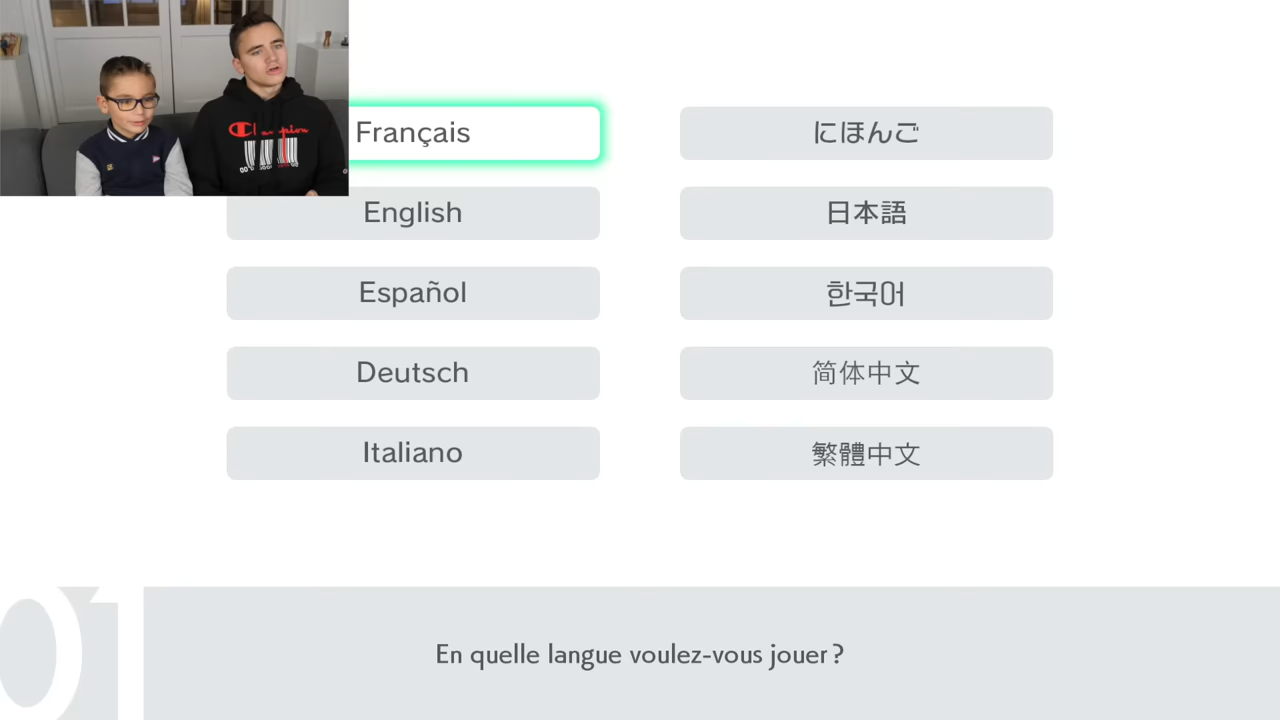 Français
English
Español
Deutsch
Italiano
にほんご
日本語
한국어
简体中文
繁體中文
01
En quelle langue voulez-vous jouer ?
Champion